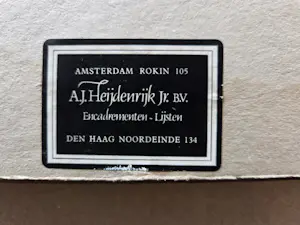 AMSTERDAM ROKIN 105
A.J. Heijdenrijk Jr. B.V.
Encadrementen - Lijsten
DEN HAAG NOORDEINDE 134